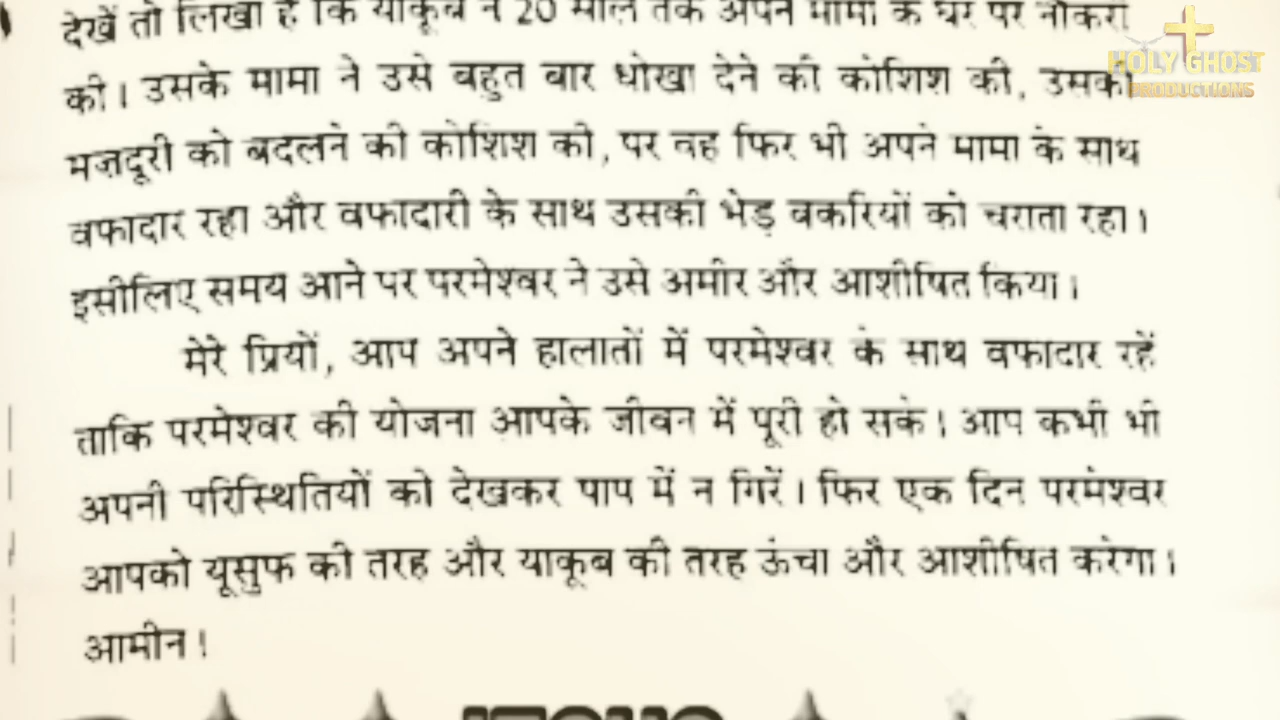 देखें तो लिखा है कि याकूब ने 20 साल तक अपने मामा के घर पर नौकरी
की। उसके मामा ने उसे बहुत बार धोखा देने की कोशिश की, उसकी
मज़दूरी को बदलने की कोशिश की, पर वह फिर भी अपने मामा के साथ
वफादार रहा और वफादारी के साथ उसकी भेड़ बकरियों को चराता रहा।
इसीलिए समय आने पर परमेश्वर ने उसे अमीर और आशीषित किया।
मेरे प्रियों, आप अपने हालातों में परमेश्वर के साथ वफादार रहें
ताकि परमेश्वर की योजना आपके जीवन में पूरी हो सके। आप कभी भी
अपनी परिस्थितियों को देखकर पाप में न गिरें। फिर एक दिन परमेश्वर
आपको यूसुफ की तरह और याकूब की तरह ऊंचा और आशीषित करेगा।
आमीन।
HOLY GHOST
PRODUCTIONS